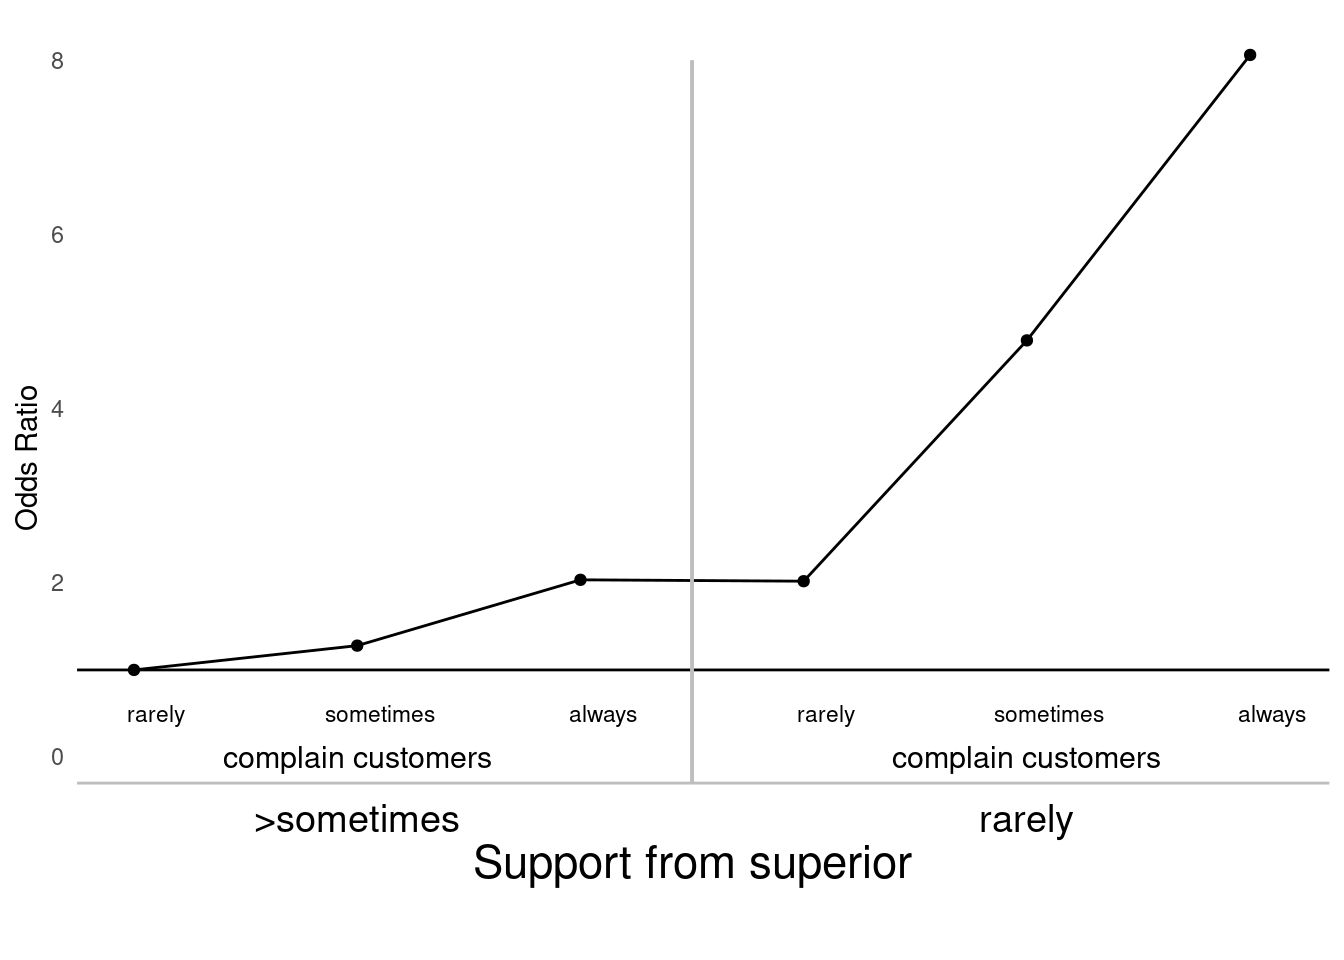 8
6
4
2
0
Odds Ratio
rarely sometimes always rarely sometimes always
complain customers complain customers
>sometimes rarely
Support from superior